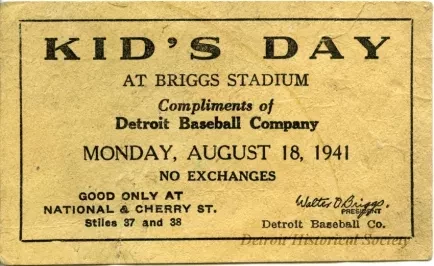 KID'S DAY
AT BRIGGS STADIUM
Compliments of
Detroit Baseball Company
MONDAY, AUGUST 18, 1941
NO EXCHANGES
GOOD ONLY AT
NATIONAL & CHERRY ST.
Stiles 37 and 38
Walter O. Briggs.
PRESIDENT
Detroit Baseball Co.
Detroit Historical Society